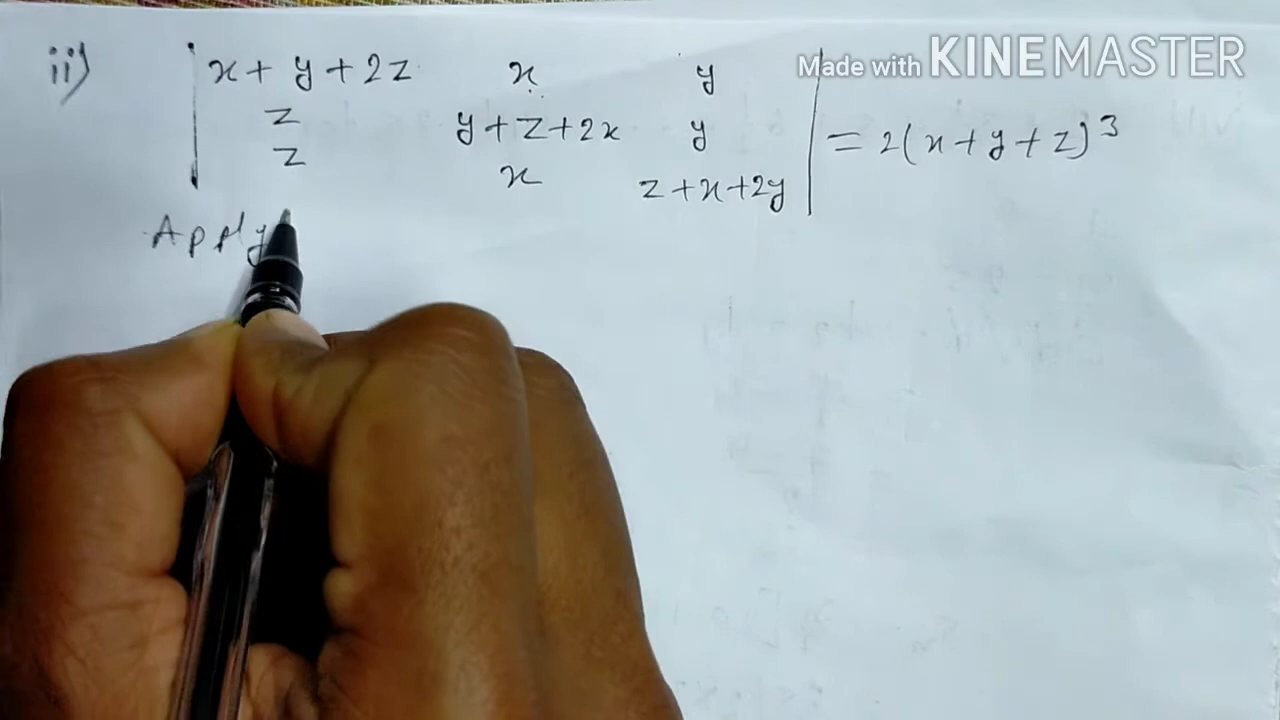 ii) | x + y + 2z x y |
| z y + z + 2x y | = 2(x + y + z)³
| z x z + x + 2y |
Apply
Made with KINEMASTER